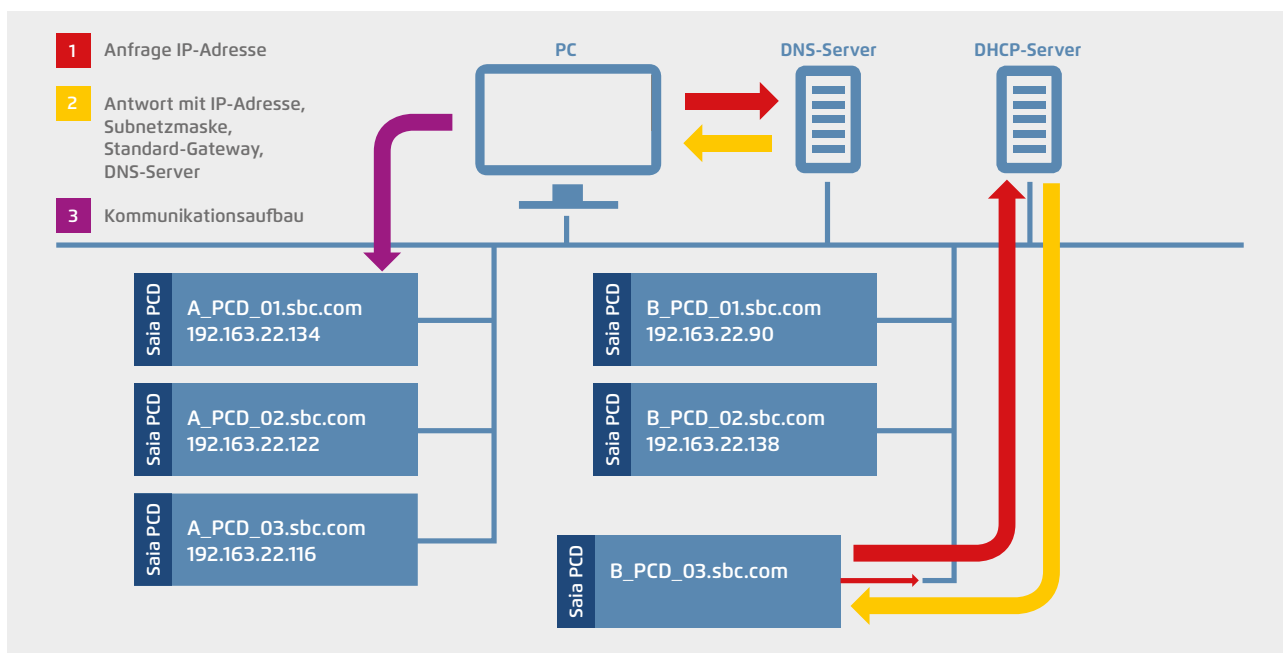 1 Anfrage IP-Adresse
2 Antwort mit IP-Adresse,
Subnetzmaske,
Standard-Gateway,
DNS-Server
3 Kommunikationsaufbau
PC
DNS-Server
DHCP-Server
Saia PCD
A_PCD_01.sbc.com
192.163.22.134
Saia PCD
A_PCD_02.sbc.com
192.163.22.122
Saia PCD
A_PCD_03.sbc.com
192.163.22.116
Saia PCD
B_PCD_01.sbc.com
192.163.22.90
Saia PCD
B_PCD_02.sbc.com
192.163.22.138
Saia PCD
B_PCD_03.sbc.com